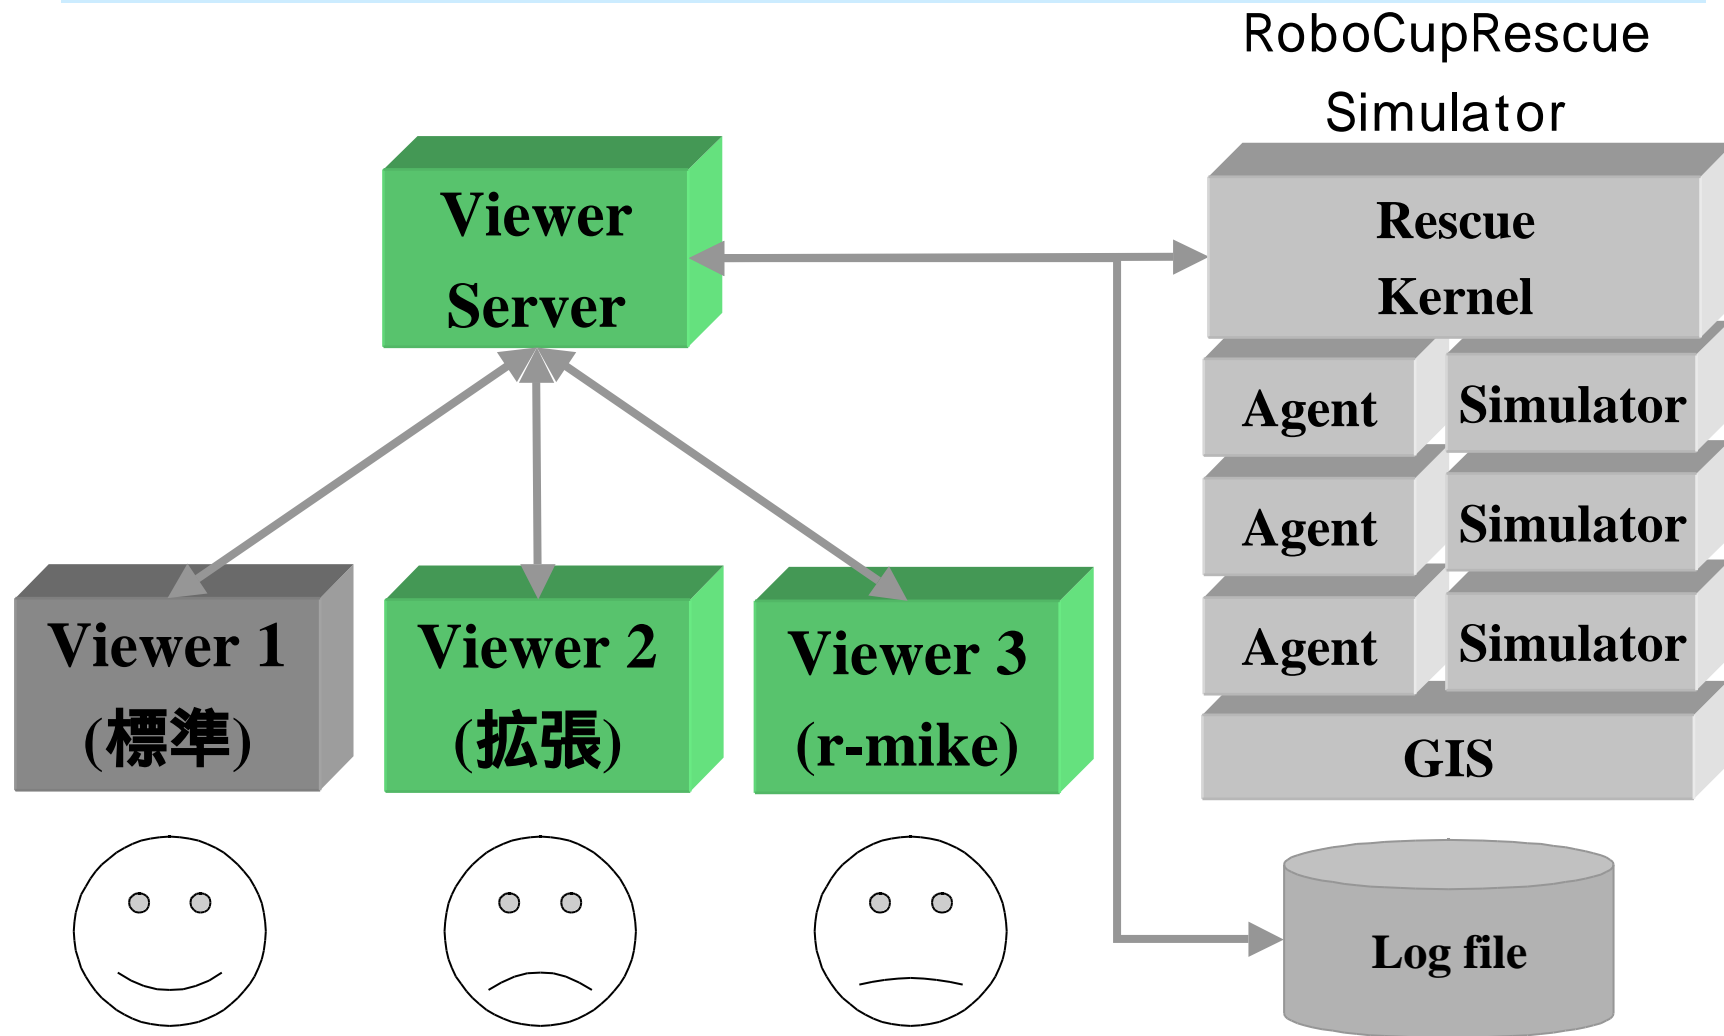 RoboCupRescue
Simulator
Viewer
Server
Rescue
Kernel
Agent
Simulator
Agent
Simulator
Agent
Simulator
GIS
Viewer 1
(標準)
Viewer 2
(拡張)
Viewer 3
(r-mike)
Log file